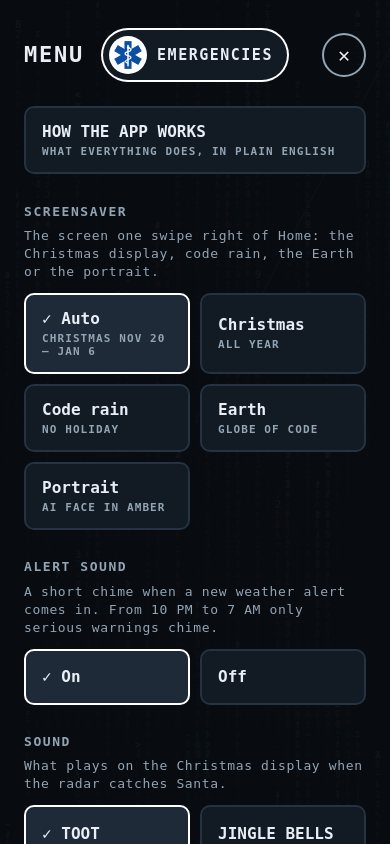 MENU
EMERGENCIES
✕
HOW THE APP WORKS
WHAT EVERYTHING DOES, IN PLAIN ENGLISH
SCREENSAVER
The screen one swipe right of Home: the
Christmas display, code rain, the Earth
or the portrait.
✓ Auto
CHRISTMAS NOV 20
– JAN 6
Christmas
ALL YEAR
Code rain
NO HOLIDAY
Earth
GLOBE OF CODE
Portrait
AI FACE IN AMBER
ALERT SOUND
A short chime when a new weather alert
comes in. From 10 PM to 7 AM only
serious warnings chime.
✓ On
Off
SOUND
What plays on the Christmas display when
the radar catches Santa.
✓ TOOT
JINGLE BELLS